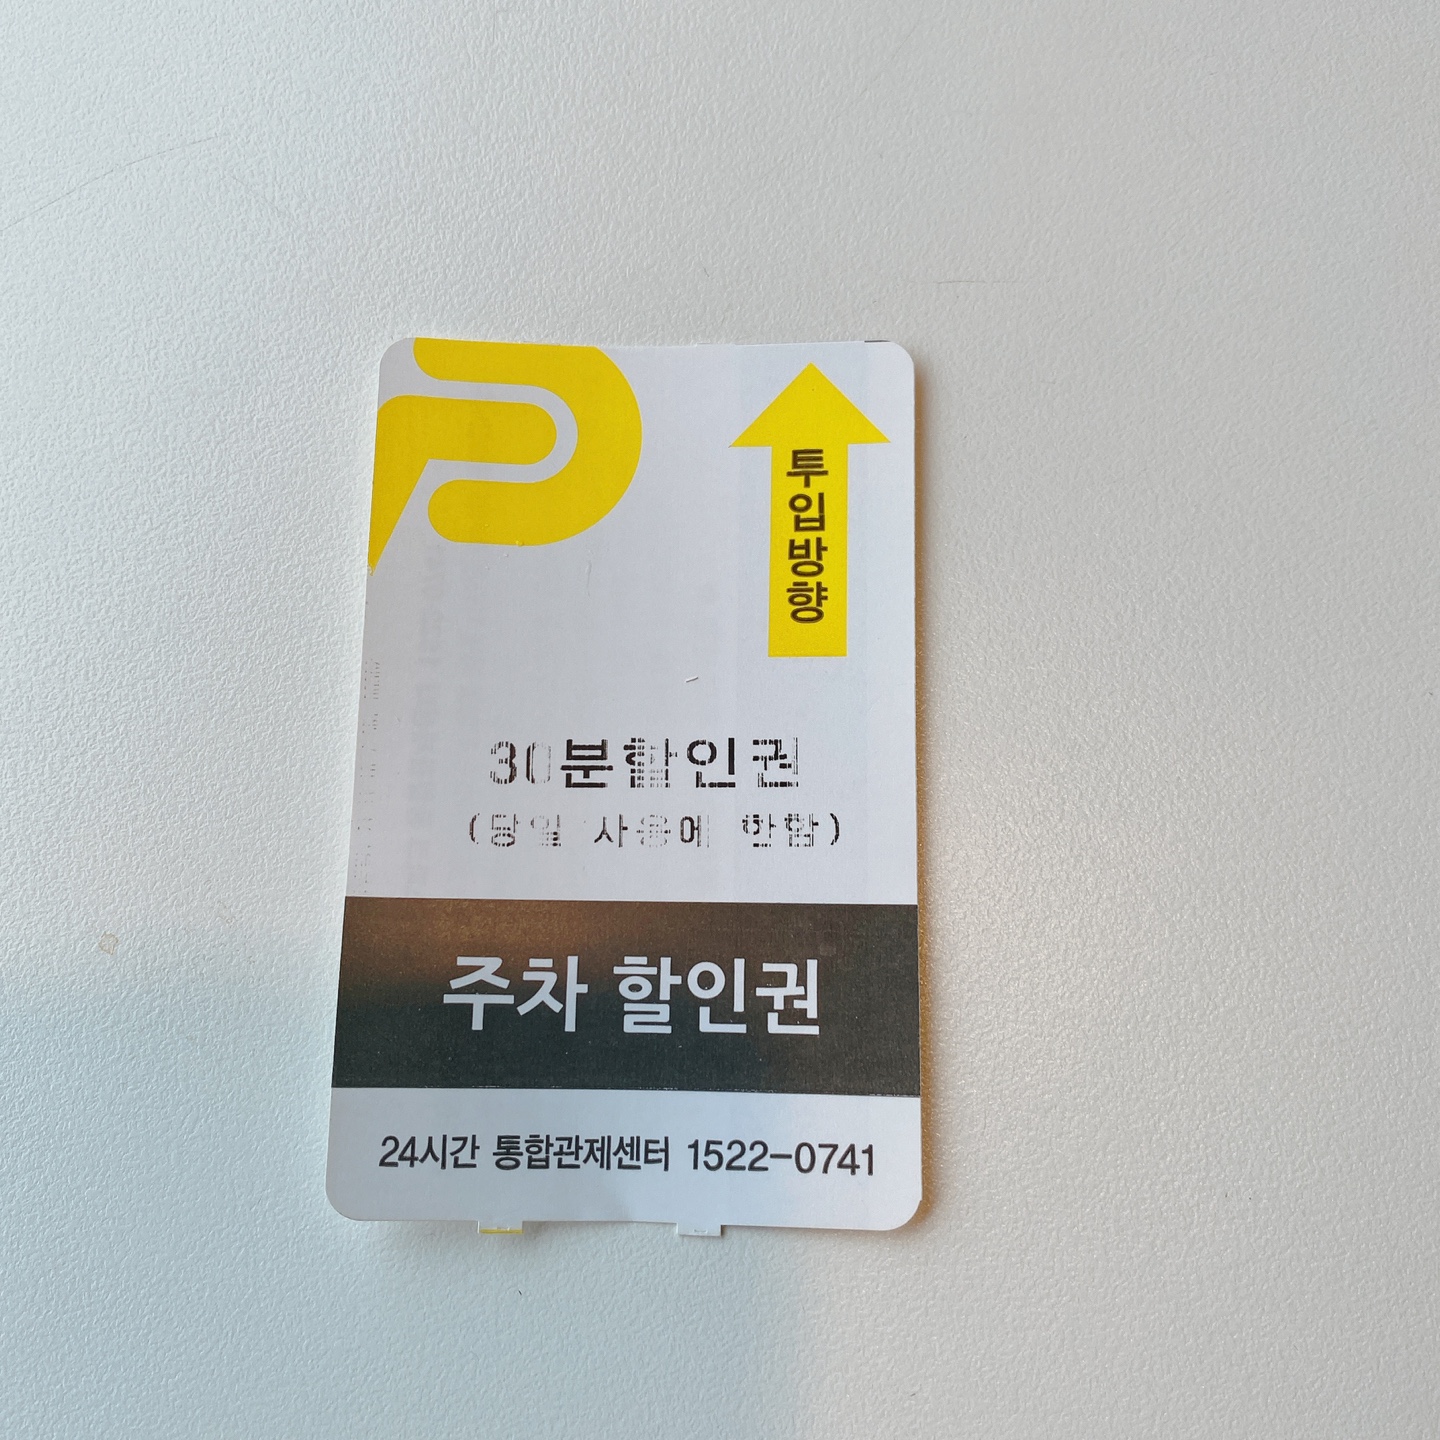 투입방향
30분할인권
(당일 사용에 한함)
주차 할인권
24시간 통합관제센터 1522-0741